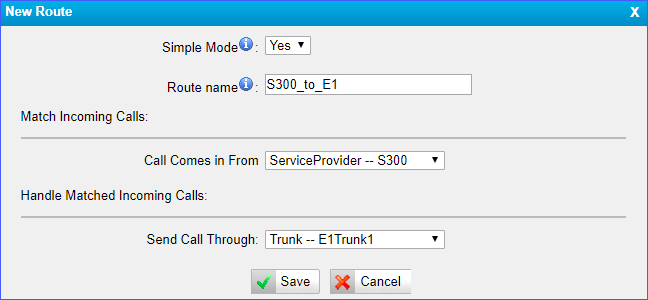 New Route X
Simple Mode i : Yes
Route name i : S300_to_E1
Match Incoming Calls:
Call Comes in From ServiceProvider -- S300
Handle Matched Incoming Calls:
Send Call Through: Trunk -- E1Trunk1
Save Cancel